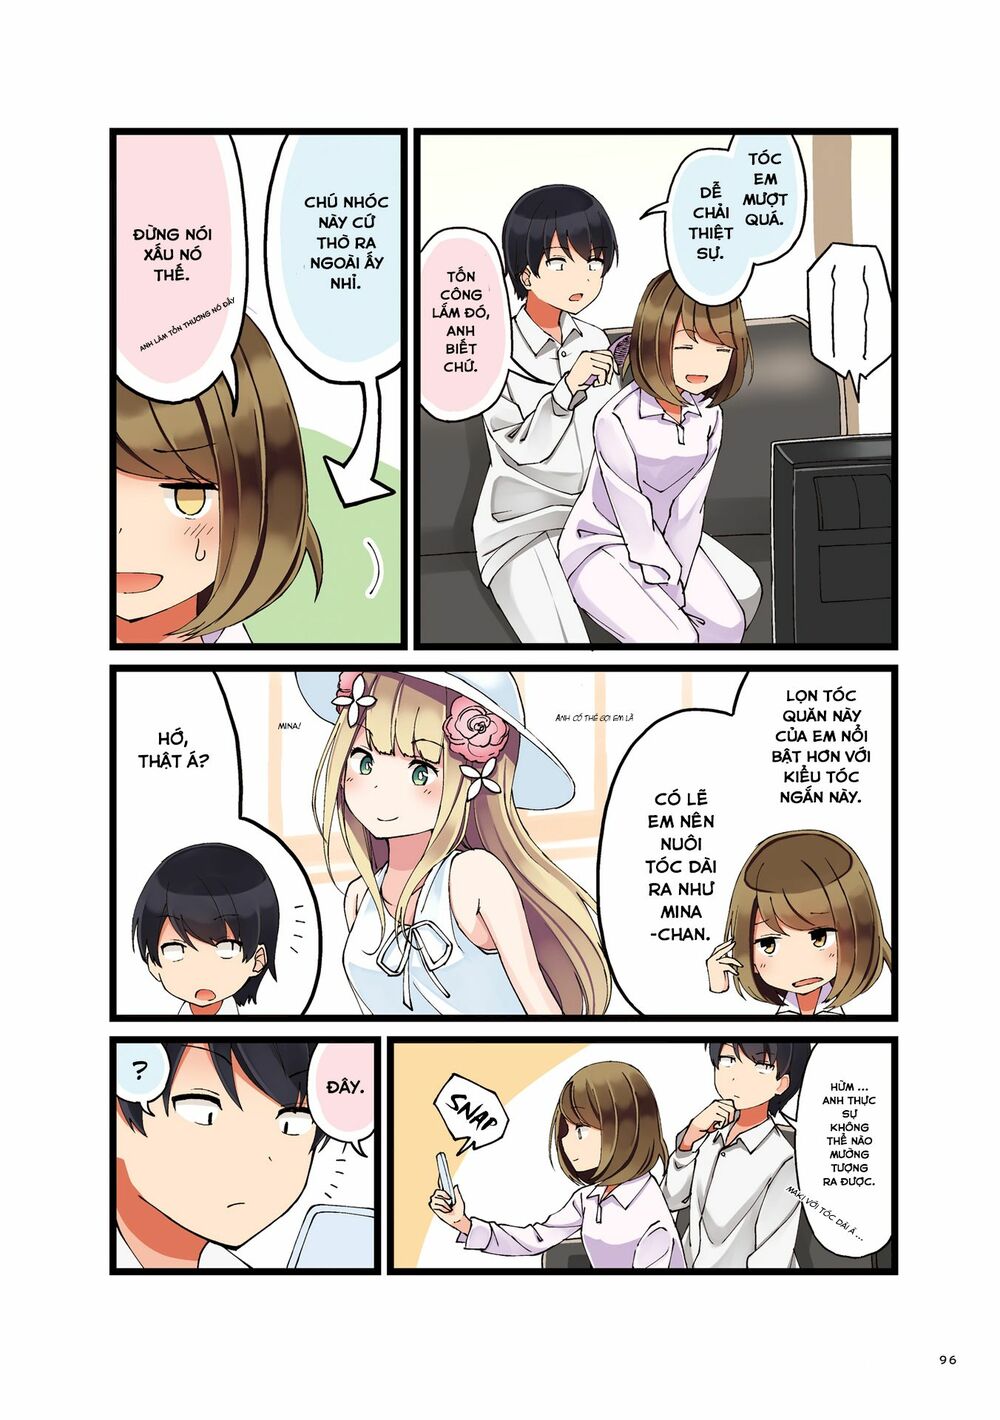 TÓC
EM
MƯỢT
QUÁ.
DỄ
CHẢI
THIỆT
SỰ.
TỐN
CÔNG
LẮM ĐÓ,
ANH
BIẾT
CHỨ.
CHÚ NHÓC
NÀY CỨ
THÒ RA
NGOÀI ẤY
NHỈ.
ĐỪNG NÓI
XẤU NÓ
THẾ.
ANH LÀM TỔN THƯƠNG NÓ ĐẤY
LỌN TÓC
QUĂN NÀY
CỦA EM NỔI
BẬT HƠN VỚI
KIỂU TÓC
NGẮN NÀY.
CÓ LẼ
EM NÊN
NUÔI
TÓC DÀI
RA NHƯ
MINA
-CHAN.
ANH CÓ THỂ GỌI EM LÀ
MINA!
HỚ,
THẬT Á?
HỪM ...
ANH THỰC
SỰ
KHÔNG
THỂ NÀO
MƯỜNG
TƯỢNG
RA ĐƯỢC.
MAKI VỚI TÓC DÀI Á ...
SNAP
ĐÂY.
?
96